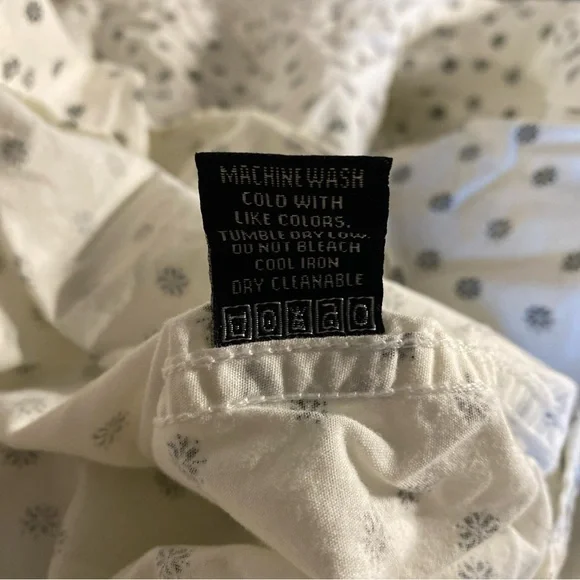 MACHINE WASH
COLD WITH
LIKE COLORS.
TUMBLE DRY LOW.
DO NOT BLEACH
COOL IRON
DRY CLEANABLE